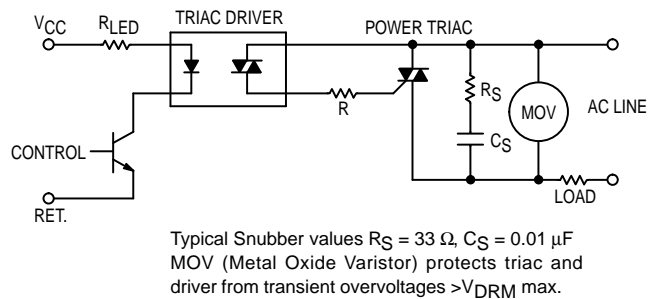 TRIAC DRIVER
POWER TRIAC
VCC
RLED
R
RS
CS
MOV
AC LINE
LOAD
CONTROL
RET.
Typical Snubber values RS = 33 Ω, CS = 0.01 μF
MOV (Metal Oxide Varistor) protects triac and
driver from transient overvoltages >VDRM max.